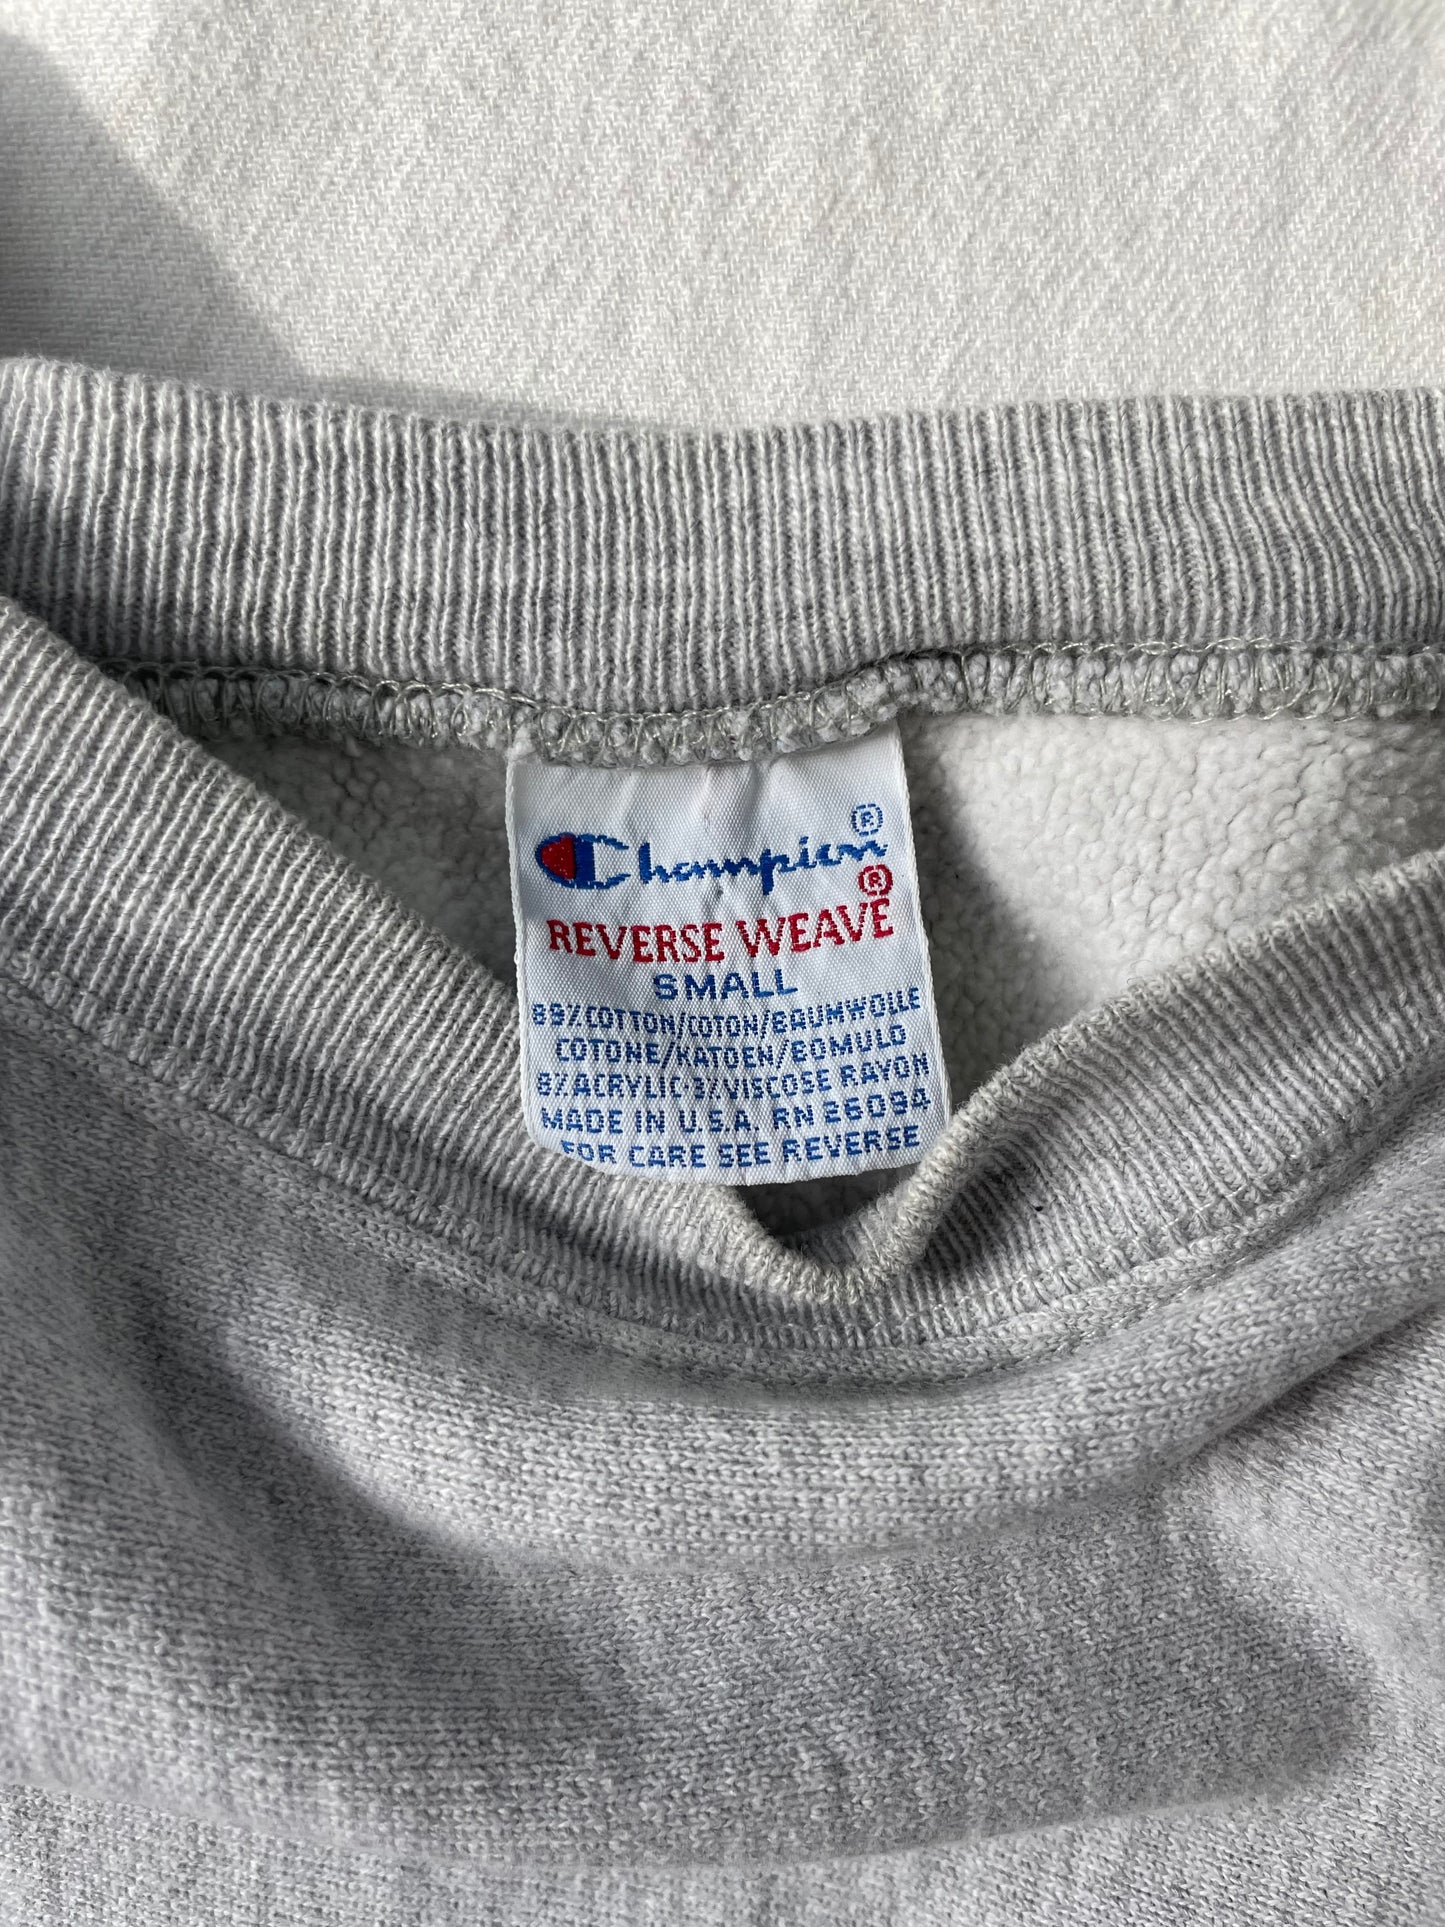 Champion®
REVERSE WEAVE®
SMALL
89% COTTON/COTON/BAUMWOLLE
COTONE/KATOEN/BOMULD
8% ACRYLIC·3% VISCOSE RAYON
MADE IN U.S.A. RN 26094
FOR CARE SEE REVERSE